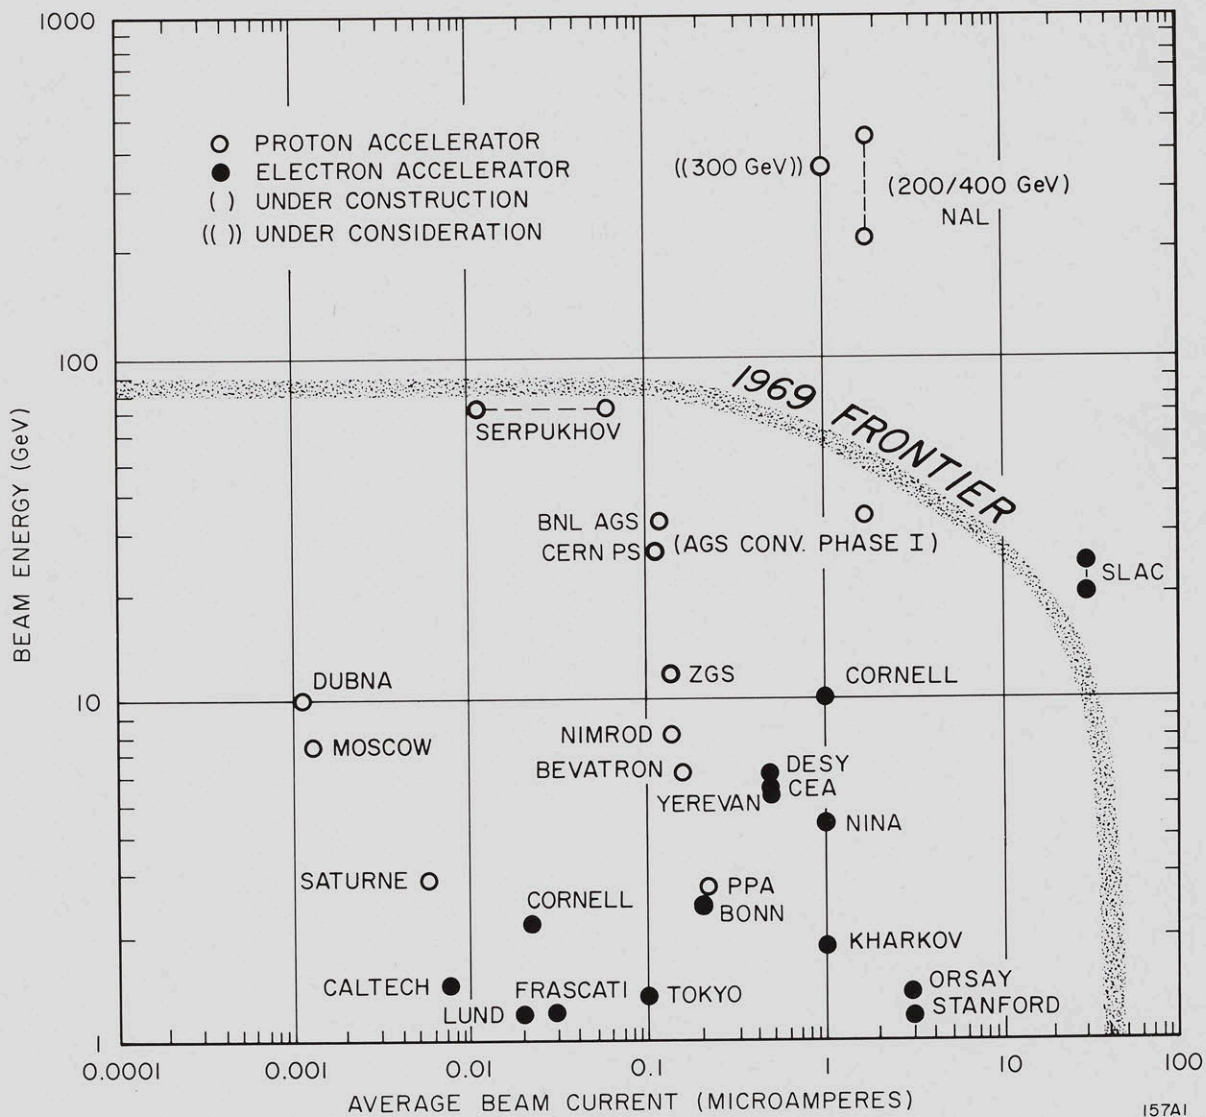 1000
○ PROTON ACCELERATOR
● ELECTRON ACCELERATOR
( ) UNDER CONSTRUCTION
(( )) UNDER CONSIDERATION
((300 GeV))
(200/400 GeV)
NAL
100
1969 FRONTIER
SERPUKHOV
BNL AGS
CERN PS
(AGS CONV. PHASE I)
SLAC
BEAM ENERGY (GeV)
DUBNA
ZGS
CORNELL
10
MOSCOW
NIMROD
BEVATRON
DESY
CEA
YEREVAN
NINA
SATURNE
CORNELL
PPA
BONN
KHARKOV
CALTECH
FRASCATI
LUND
TOKYO
ORSAY
STANFORD
1
0.0001 0.001 0.01 0.1 1 10 100
AVERAGE BEAM CURRENT (MICROAMPERES)
157A1